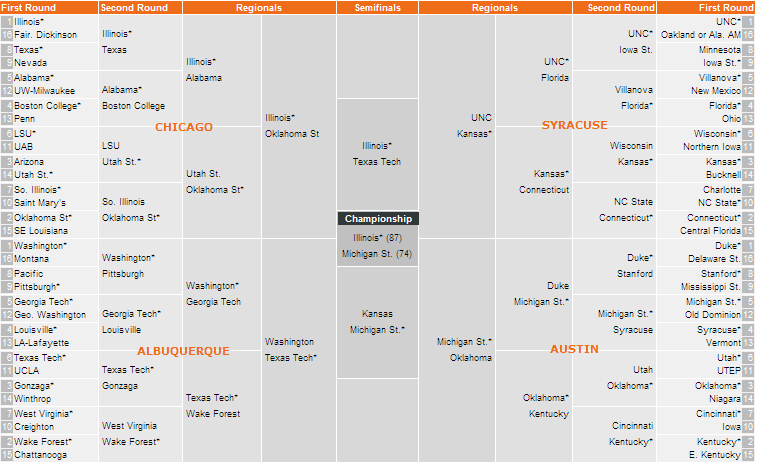 First Round Second Round Regionals Semifinals Regionals Second Round First Round
1 Illinois*
16 Fair. Dickinson
8 Texas*
9 Nevada
5 Alabama*
12 UW-Milwaukee
4 Boston College*
13 Penn
6 LSU*
11 UAB
3 Arizona
14 Utah St.*
7 So. Illinois*
10 Saint Mary's
2 Oklahoma St*
15 SE Louisiana
1 Washington*
16 Montana
8 Pacific
9 Pittsburgh*
5 Georgia Tech*
12 Geo. Washington
4 Louisville*
13 LA-Lafayette
6 Texas Tech*
11 UCLA
3 Gonzaga*
14 Winthrop
7 West Virginia*
10 Creighton
2 Wake Forest*
15 Chattanooga
Illinois*
Texas
Alabama*
Boston College
LSU
Utah St.*
So. Illinois
Oklahoma St*
Washington*
Pittsburgh
Georgia Tech*
Louisville
Texas Tech*
Gonzaga
West Virginia
Wake Forest*
CHICAGO
ALBUQUERQUE
Illinois*
Alabama
Utah St.
Oklahoma St*
Washington*
Georgia Tech
Texas Tech*
Wake Forest
Illinois*
Oklahoma St
Washington
Texas Tech*
Illinois*
Texas Tech
Championship
Illinois* (87)
Michigan St. (74)
Kansas
Michigan St.*
UNC
Kansas*
Michigan St.*
Oklahoma
UNC*
Florida
Kansas*
Connecticut
Duke
Michigan St.*
Oklahoma*
Kentucky
SYRACUSE
AUSTIN
UNC*
Iowa St.
Villanova
Florida*
Wisconsin
Kansas*
NC State
Connecticut*
Duke*
Stanford
Michigan St.*
Syracuse
Utah
Oklahoma*
Cincinnati
Kentucky*
UNC* 1
Oakland or Ala. AM 16
Minnesota 8
Iowa St.* 9
Villanova* 5
New Mexico 12
Florida* 4
Ohio 13
Wisconsin* 6
Northern Iowa 11
Kansas* 3
Bucknell 14
Charlotte 7
NC State* 10
Connecticut* 2
Central Florida 15
Duke* 1
Delaware St. 16
Stanford* 8
Mississippi St. 9
Michigan St.* 5
Old Dominion 12
Syracuse* 4
Vermont 13
Utah* 6
UTEP 11
Oklahoma* 3
Niagara 14
Cincinnati* 7
Iowa 10
Kentucky* 2
E. Kentucky 15